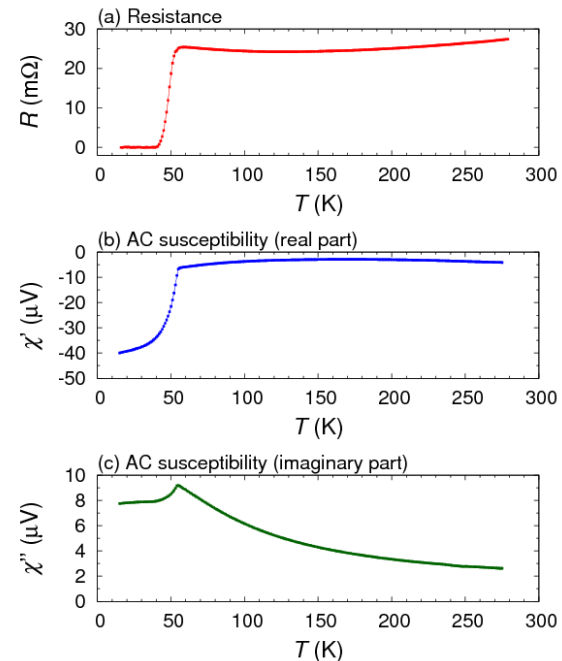 (a) Resistance
30
20
10
0
R (mΩ)
0 50 100 150 200 250 300
T (K)
(b) AC susceptibility (real part)
0
-10
-20
-30
-40
-50
χ' (μV)
0 50 100 150 200 250 300
T (K)
(c) AC susceptibility (imaginary part)
10
8
6
4
2
0
χ'' (μV)
0 50 100 150 200 250 300
T (K)